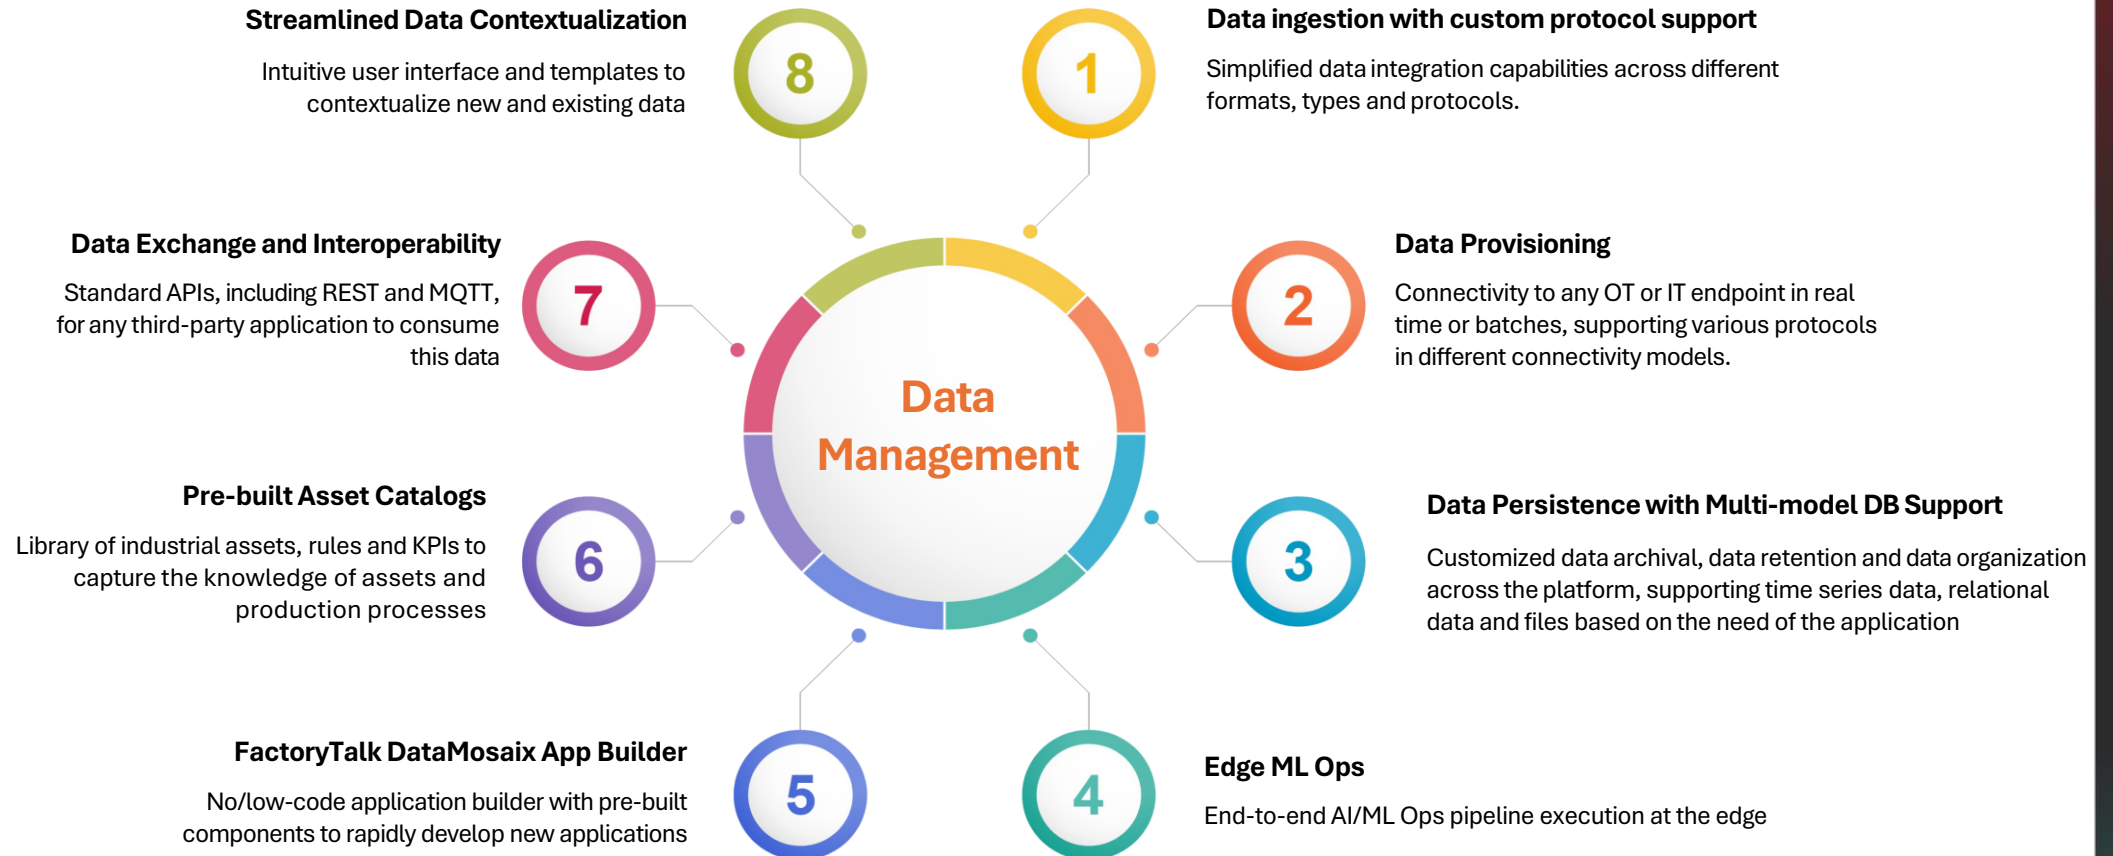 Streamlined Data Contextualization
Intuitive user interface and templates to
contextualize new and existing data
8
1
Data ingestion with custom protocol support
Simplified data integration capabilities across different
formats, types and protocols.
Data Exchange and Interoperability
Standard APIs, including REST and MQTT,
for any third-party application to consume
this data
7
2
Data Provisioning
Connectivity to any OT or IT endpoint in real
time or batches, supporting various protocols
in different connectivity models.
Data
Management
Pre-built Asset Catalogs
Library of industrial assets, rules and KPIs to
capture the knowledge of assets and
production processes
6
3
Data Persistence with Multi-model DB Support
Customized data archival, data retention and data organization
across the platform, supporting time series data, relational
data and files based on the need of the application
FactoryTalk DataMosaix App Builder
No/low-code application builder with pre-built
components to rapidly develop new applications
5
4
Edge ML Ops
End-to-end AI/ML Ops pipeline execution at the edge